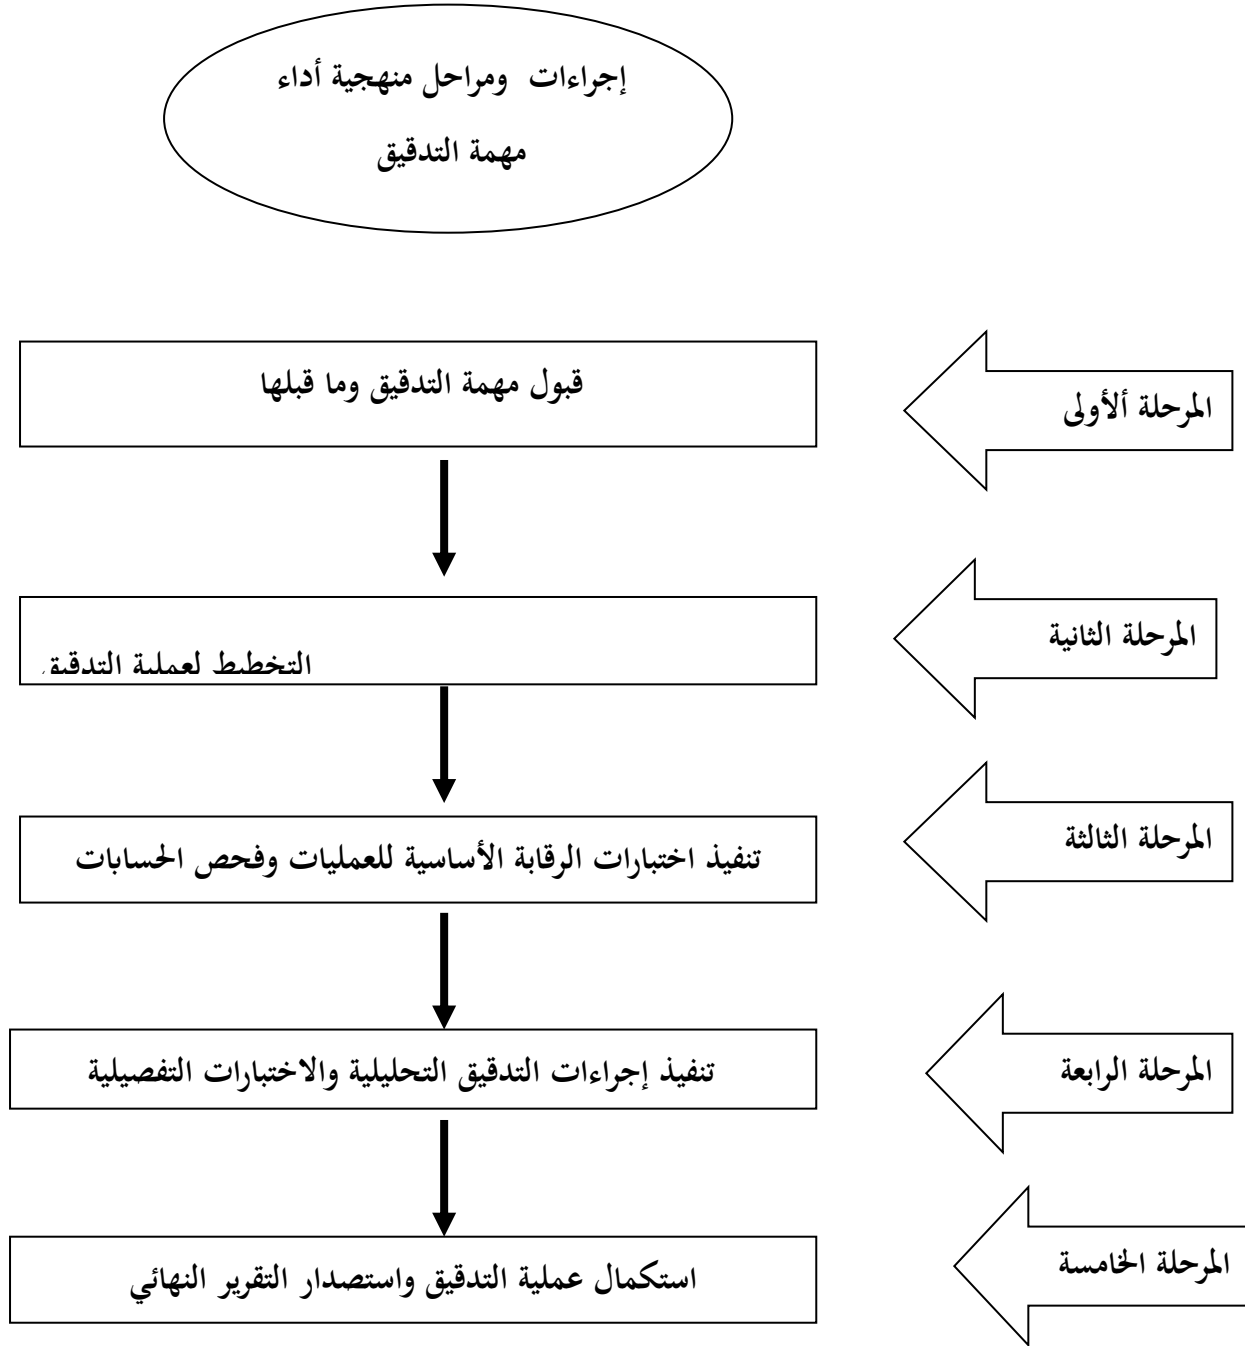 إجراءات ومراحل منهجية أداء
مهمة التدقيق
المرحلة ألأولى
قبول مهمة التدقيق وما قبلها
المرحلة الثانية
التخطيط لعملية التدقيق
المرحلة الثالثة
تنفيذ اختبارات الرقابة الأساسية للعمليات وفحص الحسابات
المرحلة الرابعة
تنفيذ إجراءات التدقيق التحليلية والاختبارات التفصيلية
المرحلة الخامسة
استكمال عملية التدقيق واستصدار التقرير النهائي